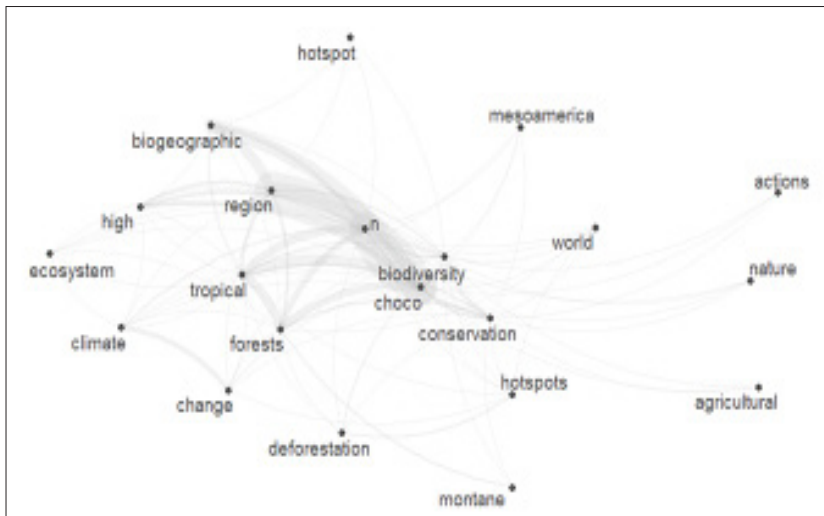 hotspot
mesoamerica
biogeographic
actions
high
region
n
world
ecosystem
tropical
biodiversity
nature
choco
climate
forests
conservation
hotspots
change
agricultural
deforestation
montane